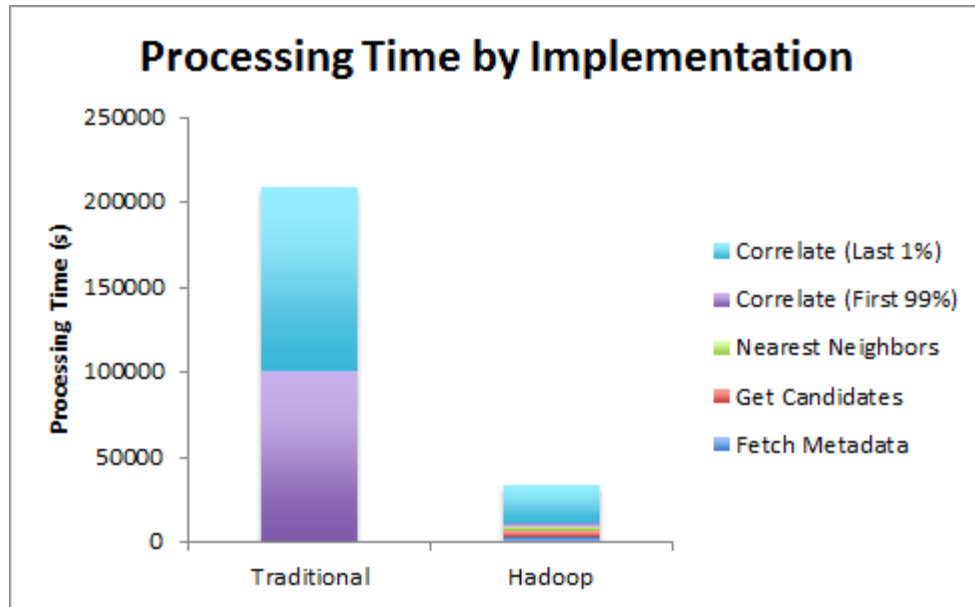 Processing Time by Implementation
Processing Time (s)
250000
200000
150000
100000
50000
0
Traditional
Hadoop
Correlate (Last 1%)
Correlate (First 99%)
Nearest Neighbors
Get Candidates
Fetch Metadata